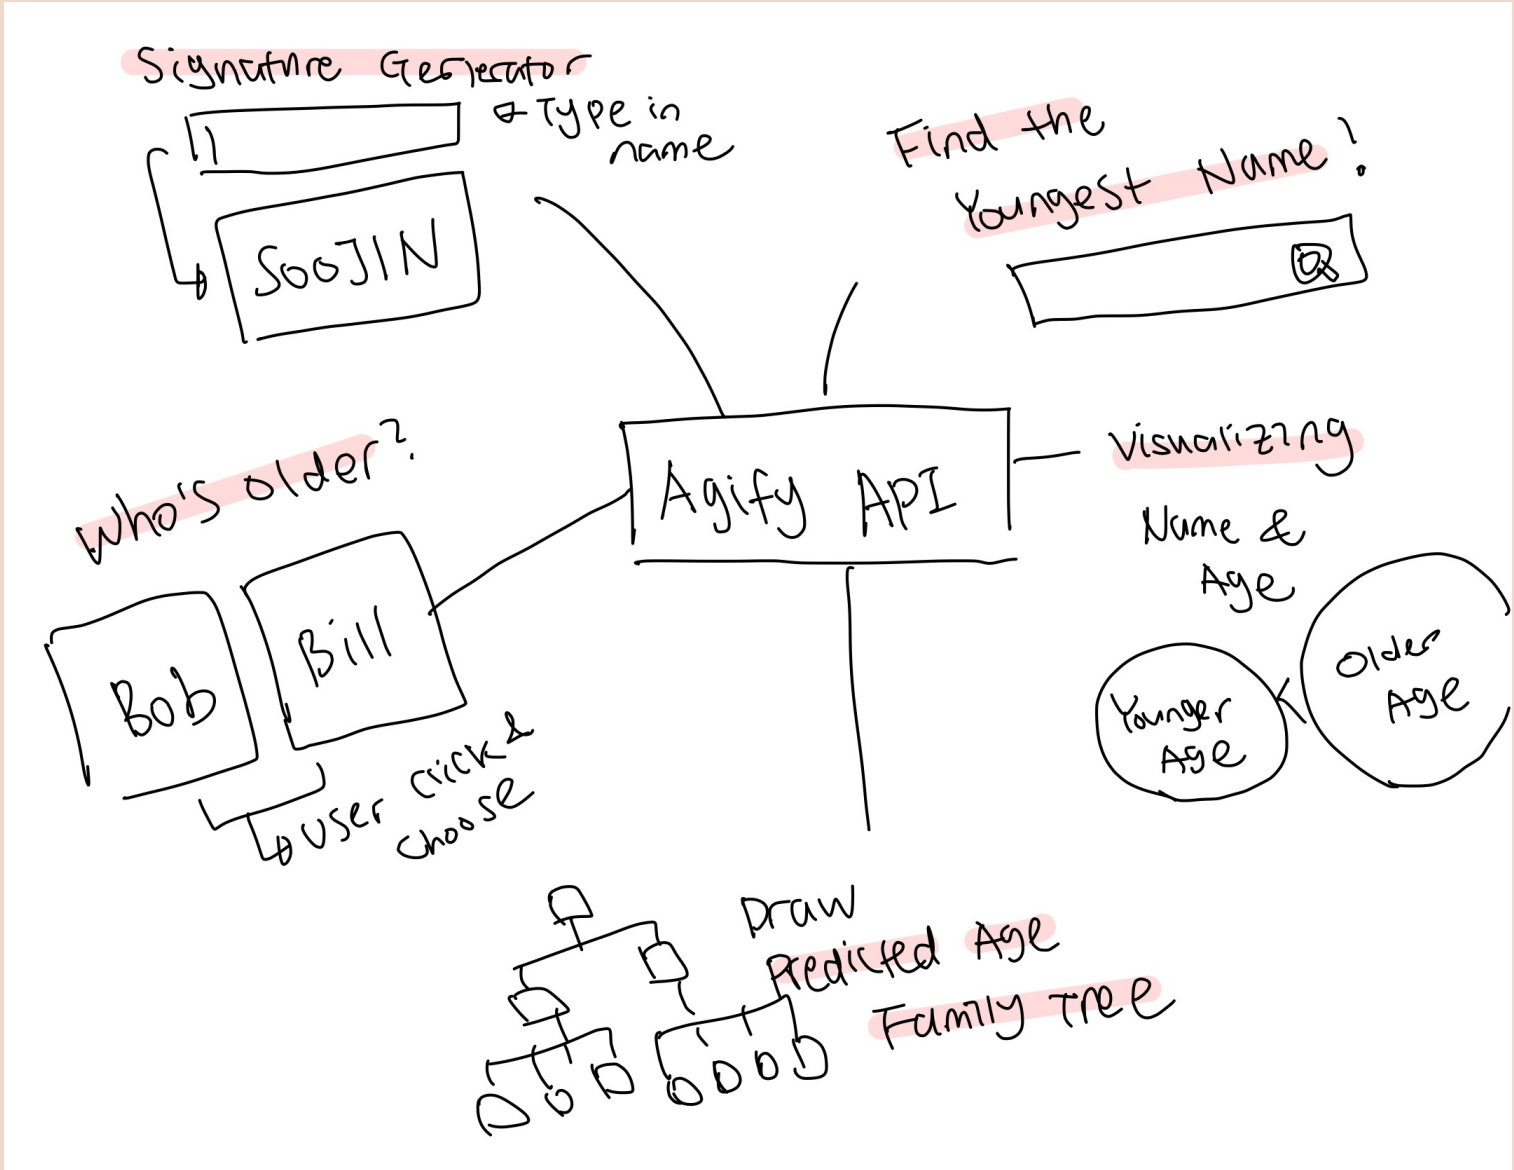 Signature Generator
Type in
name
SOOJIN
Find the
Youngest Name?
Who's older?
Bob
Bill
user click &
choose
Agify API
Visualizing
Name &
Age
Younger
Age
<
Older
Age
Draw
Predicted Age
Family Tree